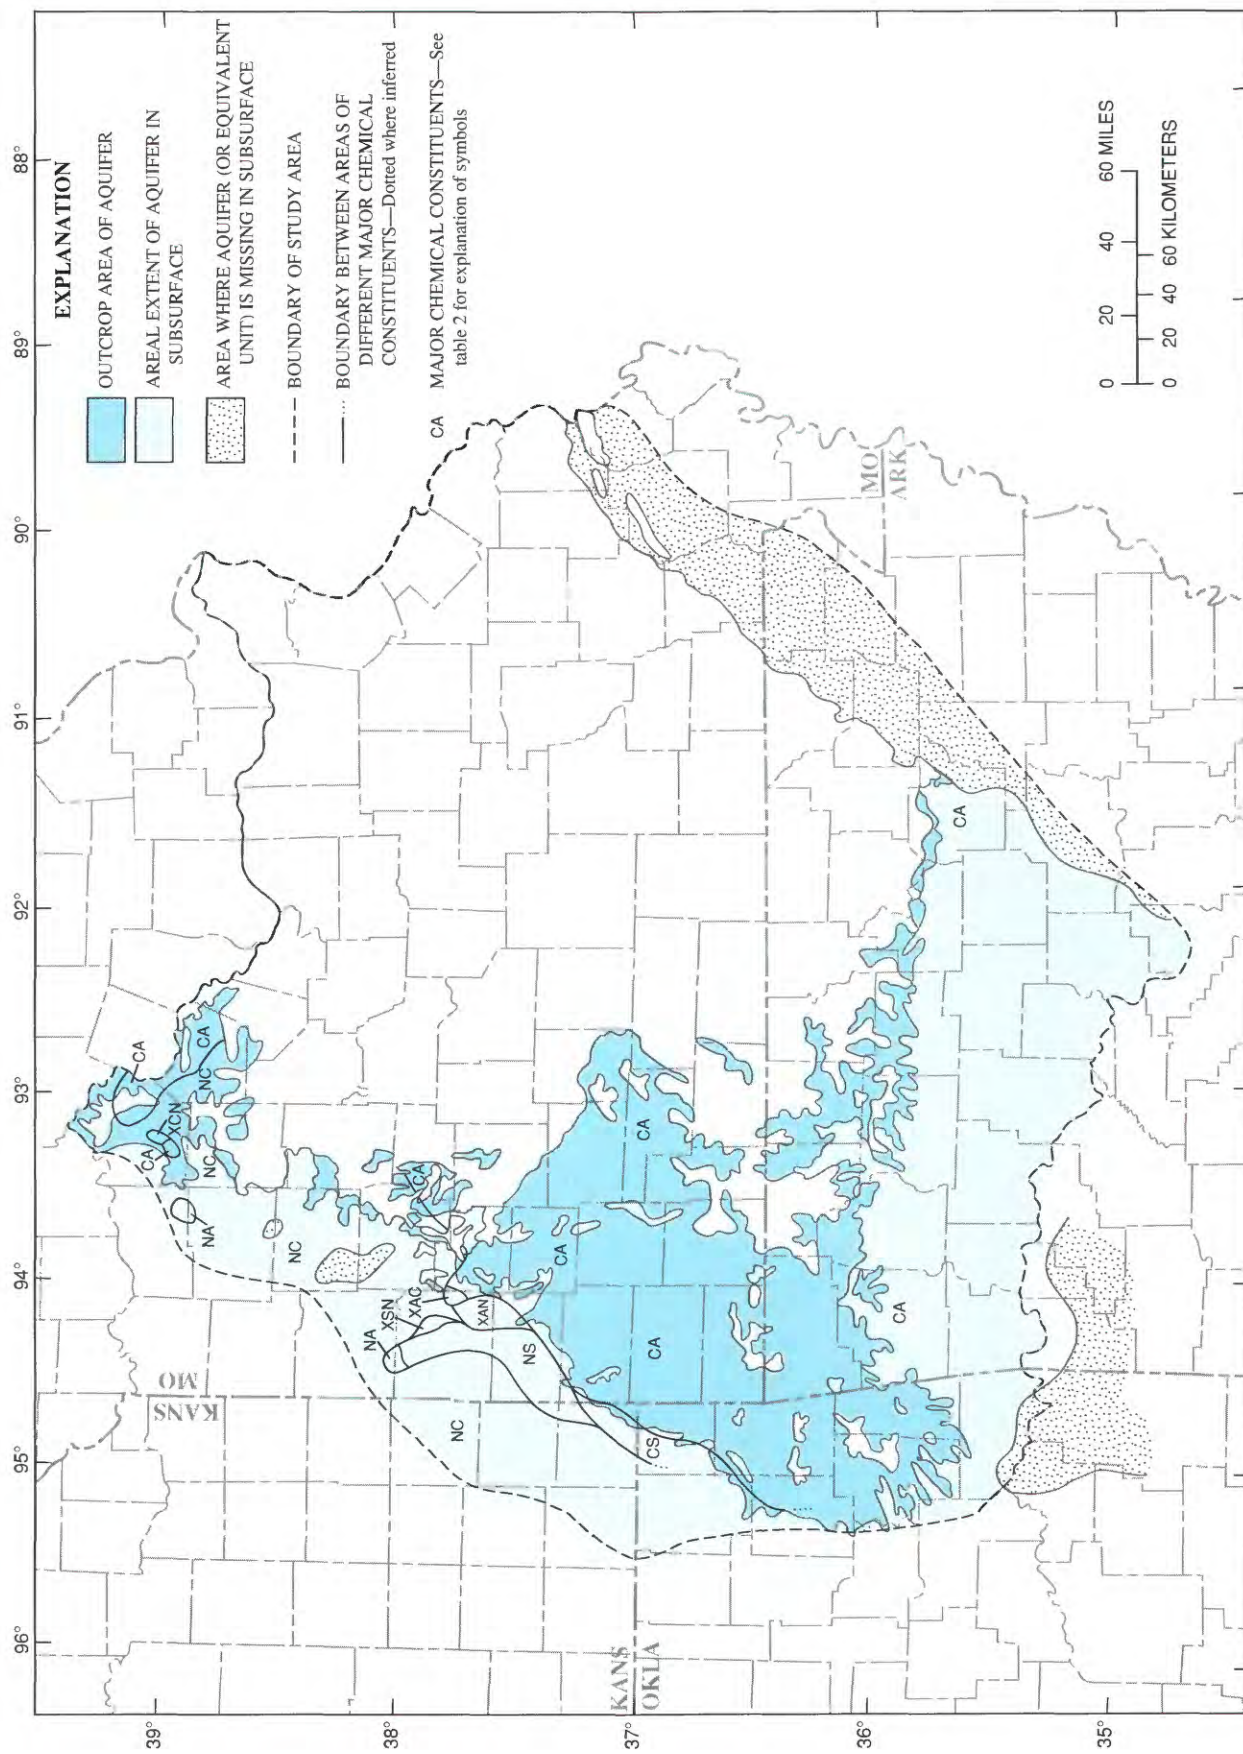 EXPLANATION
OUTCROP AREA OF AQUIFER
AREAL EXTENT OF AQUIFER IN
SUBSURFACE
AREA WHERE AQUIFER (OR EQUIVALENT
UNIT) IS MISSING IN SUBSURFACE
BOUNDARY OF STUDY AREA
BOUNDARY BETWEEN AREAS OF
DIFFERENT MAJOR CHEMICAL
CONSTITUENTS—Dotted where inferred
CA MAJOR CHEMICAL CONSTITUENTS—See
table 2 for explanation of symbols
96°
95°
94°
93°
92°
91°
90°
89°
88°
39°
38°
37°
36°
35°
KANS
MO
KANS
OKLA
MO
ARK
CA
CA
NC
XCN
CA
NC
NA
NC
CA
NA
XSN
XAC
XAN
NS
NC
CS
CA
CA
CA
CA
CA
0 20 40 60 MILES
0 20 40 60 KILOMETERS